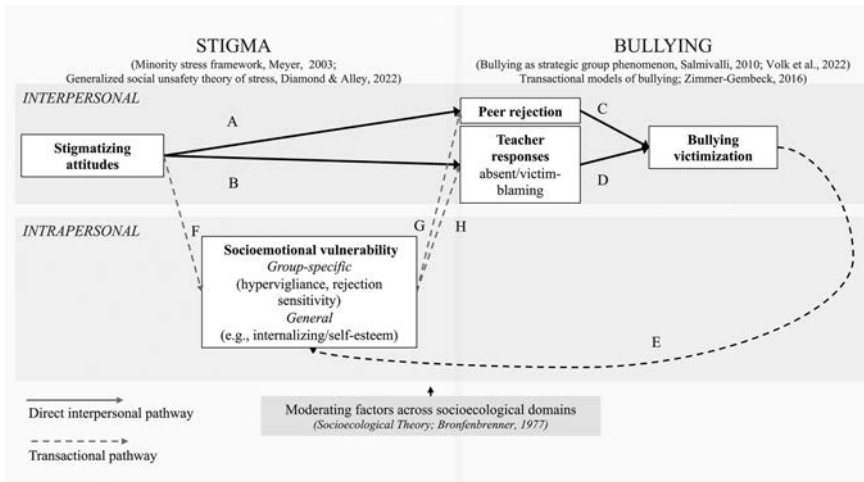 STIGMA
(Minority stress framework, Meyer, 2003;
Generalized social unsafety theory of stress, Diamond & Alley, 2022)
BULLYING
(Bullying as strategic group phenomenon, Salmivalli, 2010; Volk et al., 2022)
Transactional models of bullying; Zimmer-Gembeck, 2016)
INTERPERSONAL
Stigmatizing
attitudes
A
B
Peer rejection
Teacher
responses
absent/victim-
blaming
C
D
Bullying
victimization
INTRAPERSONAL
F
G
H
Socioemotional vulnerability
Group-specific
(hypervigliance, rejection
sensitivity)
General
(e.g., internalizing/self-esteem)
E
Direct interpersonal pathway
Transactional pathway
Moderating factors across socioecological domains
(Socioecological Theory; Bronfenbrenner, 1977)